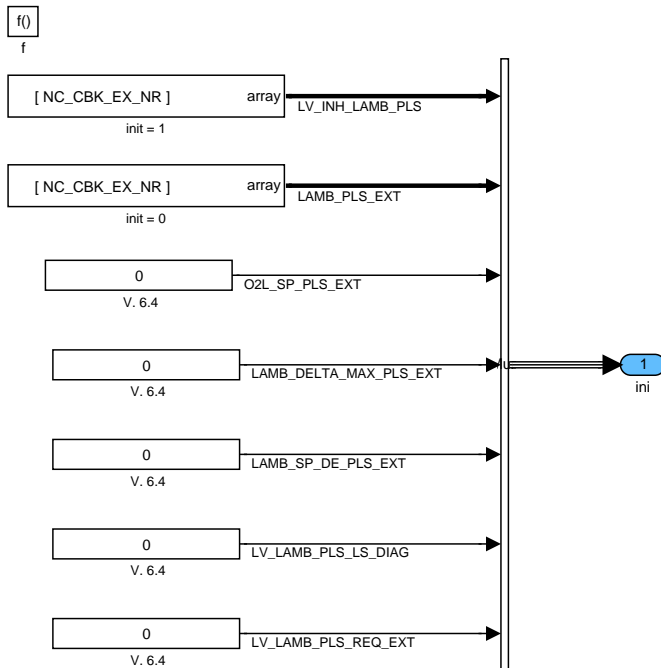 f()
f
[ NC_CBK_EX_NR ] array
LV_INH_LAMB_PLS
init = 1
[ NC_CBK_EX_NR ] array
LAMB_PLS_EXT
init = 0
0
O2L_SP_PLS_EXT
V. 6.4
0
LAMB_DELTA_MAX_PLS_EXT
V. 6.4
1
ini
0
LAMB_SP_DE_PLS_EXT
V. 6.4
0
LV_LAMB_PLS_LS_DIAG
V. 6.4
0
LV_LAMB_PLS_REQ_EXT
V. 6.4